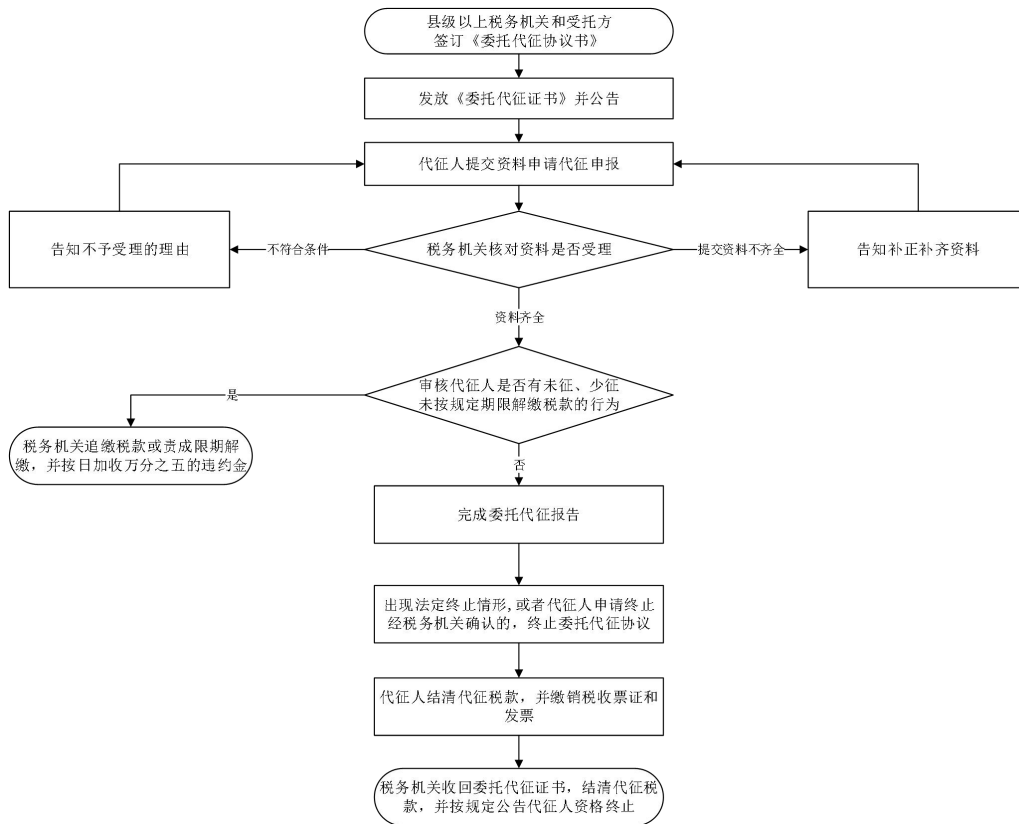 县级以上税务机关和受托方
签订《委托代征协议书》
发放《委托代征证书》并公告
代征人提交资料申请代征申报
告知不予受理的理由
不符合条件
税务机关核对资料是否受理
提交资料不齐全
告知补正补齐资料
资料齐全
审核代征人是否有未征、少征
未按规定期限解缴税款的行为
是
税务机关追缴税款或责成限期解
缴，并按日加收万分之五的违约金
否
完成委托代征报告
出现法定终止情形,或者代征人申请终止
经税务机关确认的，终止委托代征协议
代征人结清代征税款，并缴销税收票证和
发票
税务机关收回委托代征证书，结清代征税
款，并按规定公告代征人资格终止